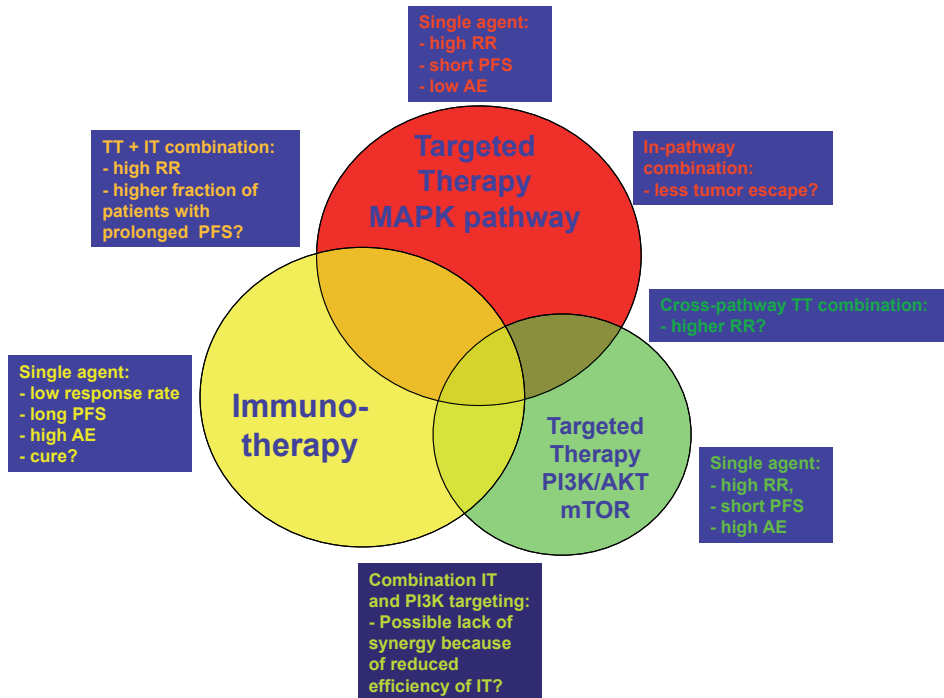 Single agent:
- high RR
- short PFS
- low AE
TT + IT combination:
- high RR
- higher fraction of
patients with
prolonged PFS?
Targeted
Therapy
MAPK pathway
In-pathway
combination:
- less tumor escape?
Cross-pathway TT combination:
- higher RR?
Single agent:
- low response rate
- long PFS
- high AE
- cure?
Immuno-
therapy
Targeted
Therapy
PI3K/AKT
mTOR
Single agent:
- high RR,
- short PFS
- high AE
Combination IT
and PI3K targeting:
- Possible lack of
synergy because
of reduced
efficiency of IT?